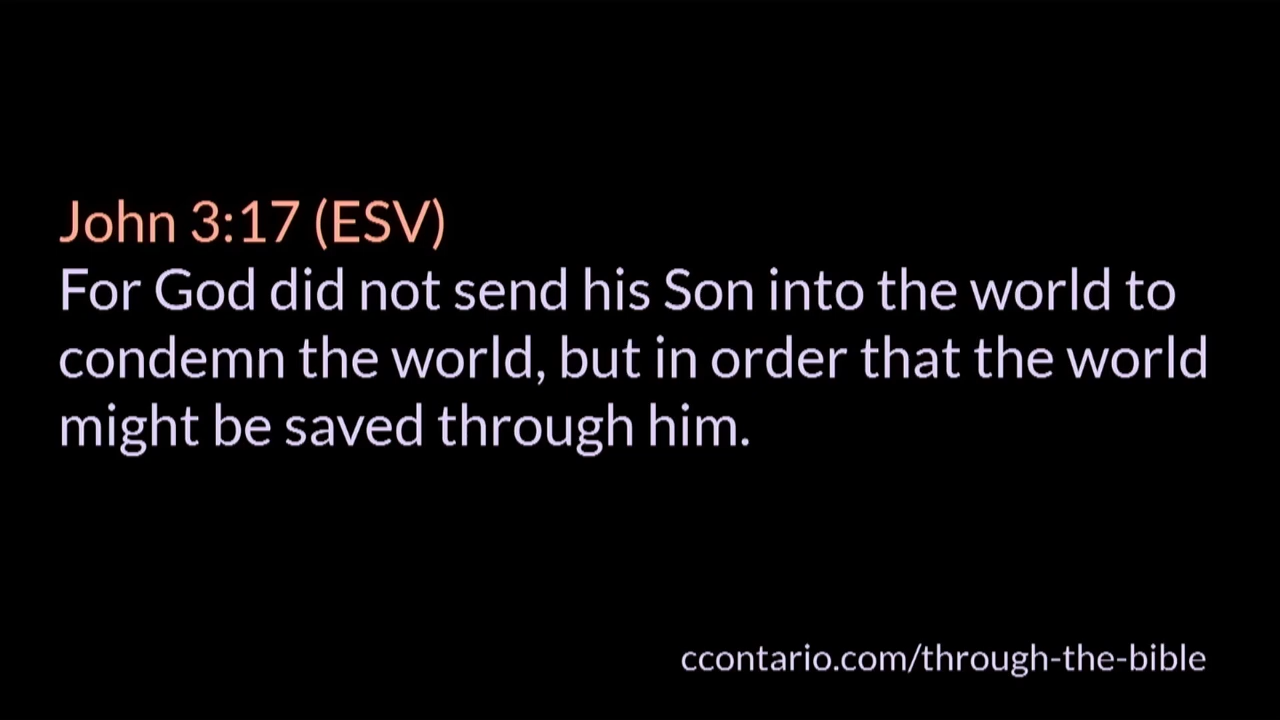 John 3:17 (ESV)
For God did not send his Son into the world to
condemn the world, but in order that the world
might be saved through him.
ccontario.com/through-the-bible